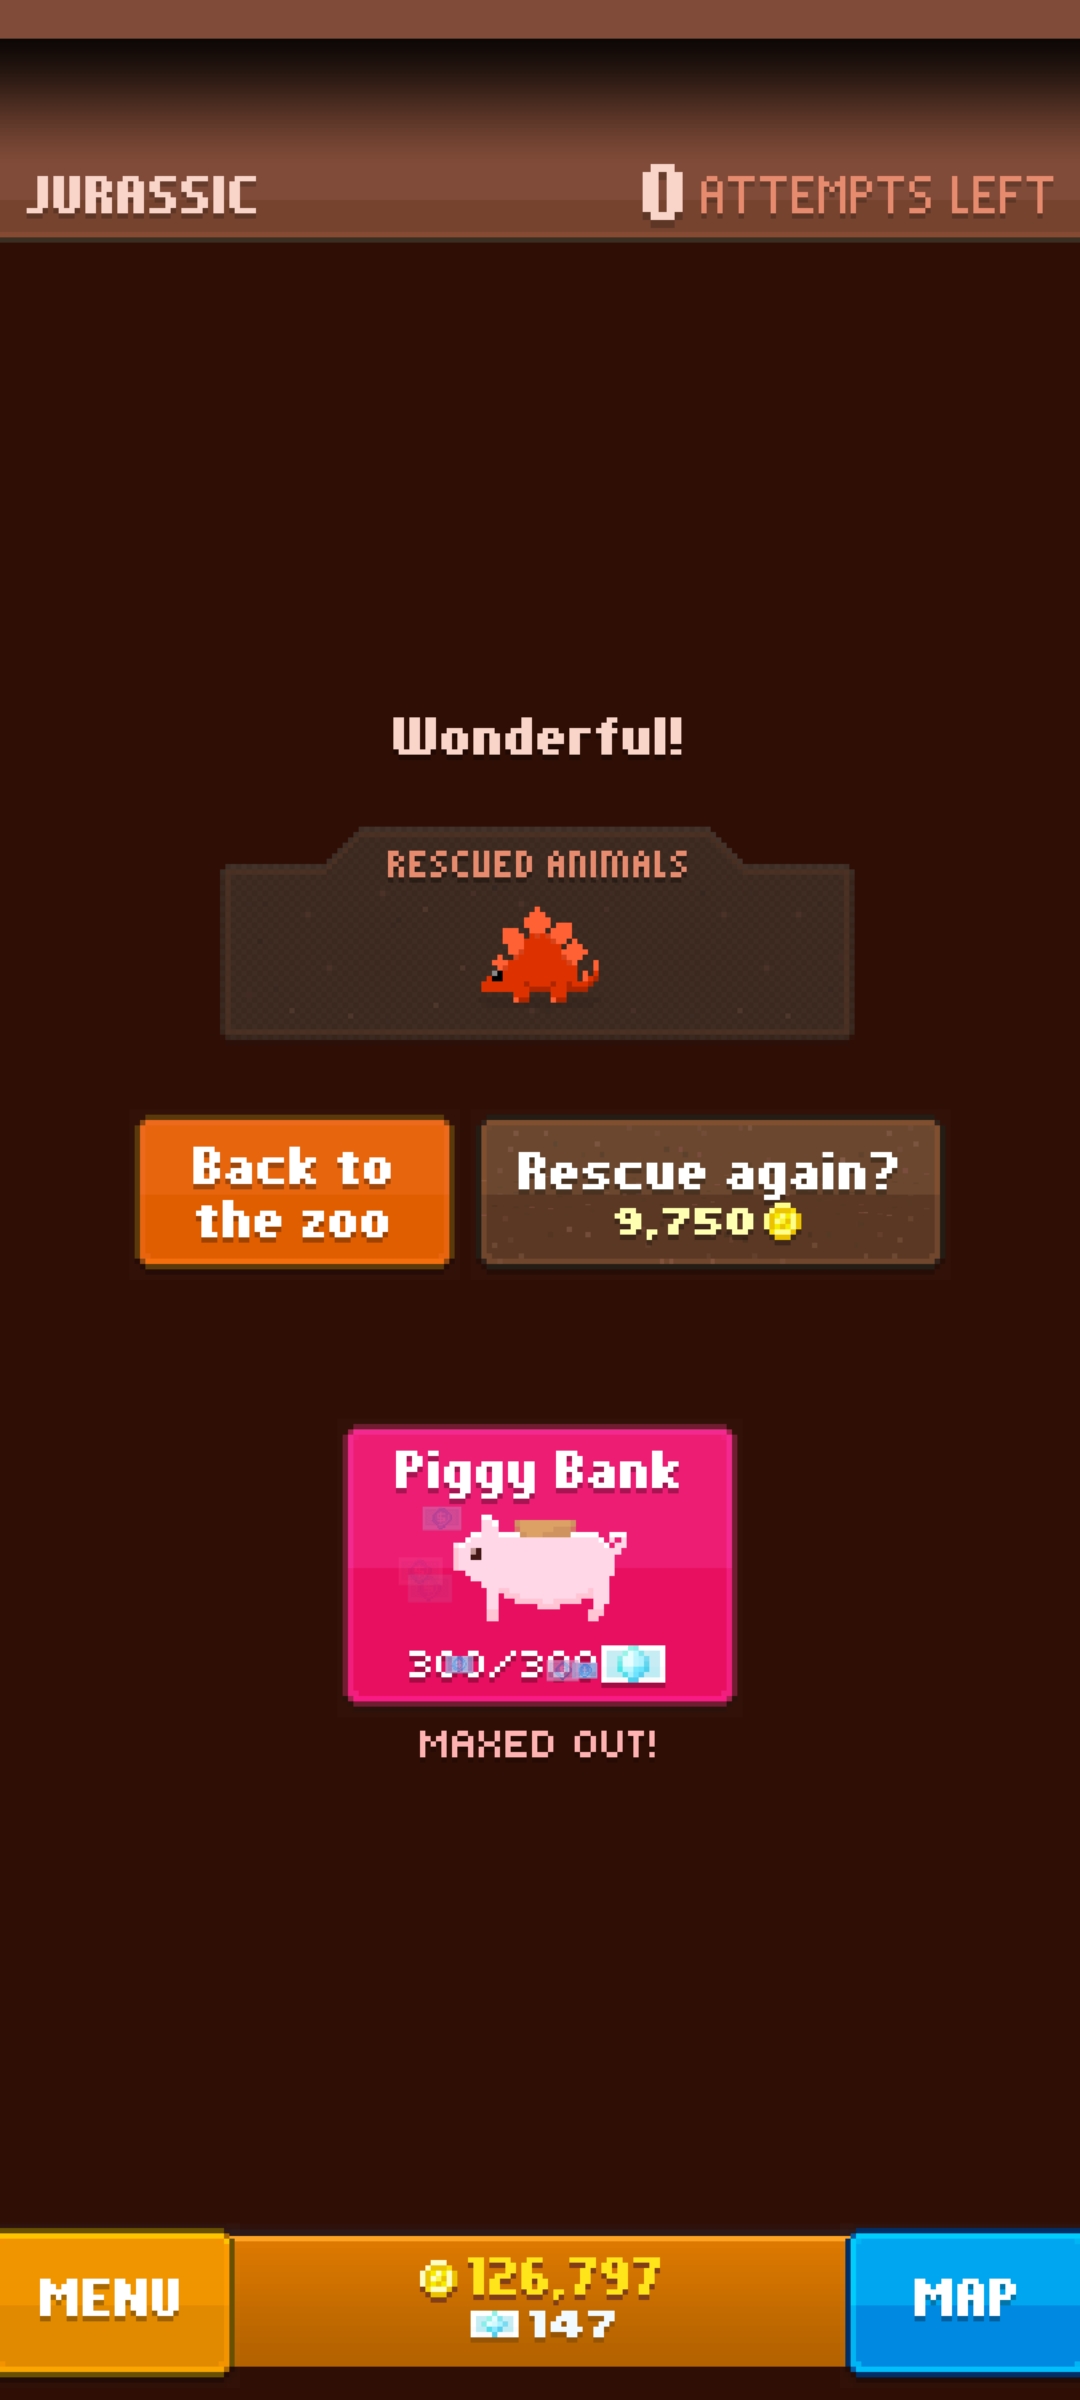 JURASSIC
0 ATTEMPTS LEFT
Wonderful!
RESCUED ANIMALS
Back to
the zoo
Rescue again?
9,750
Piggy Bank
300/300
MAXED OUT!
MENU
126,797
147
MAP